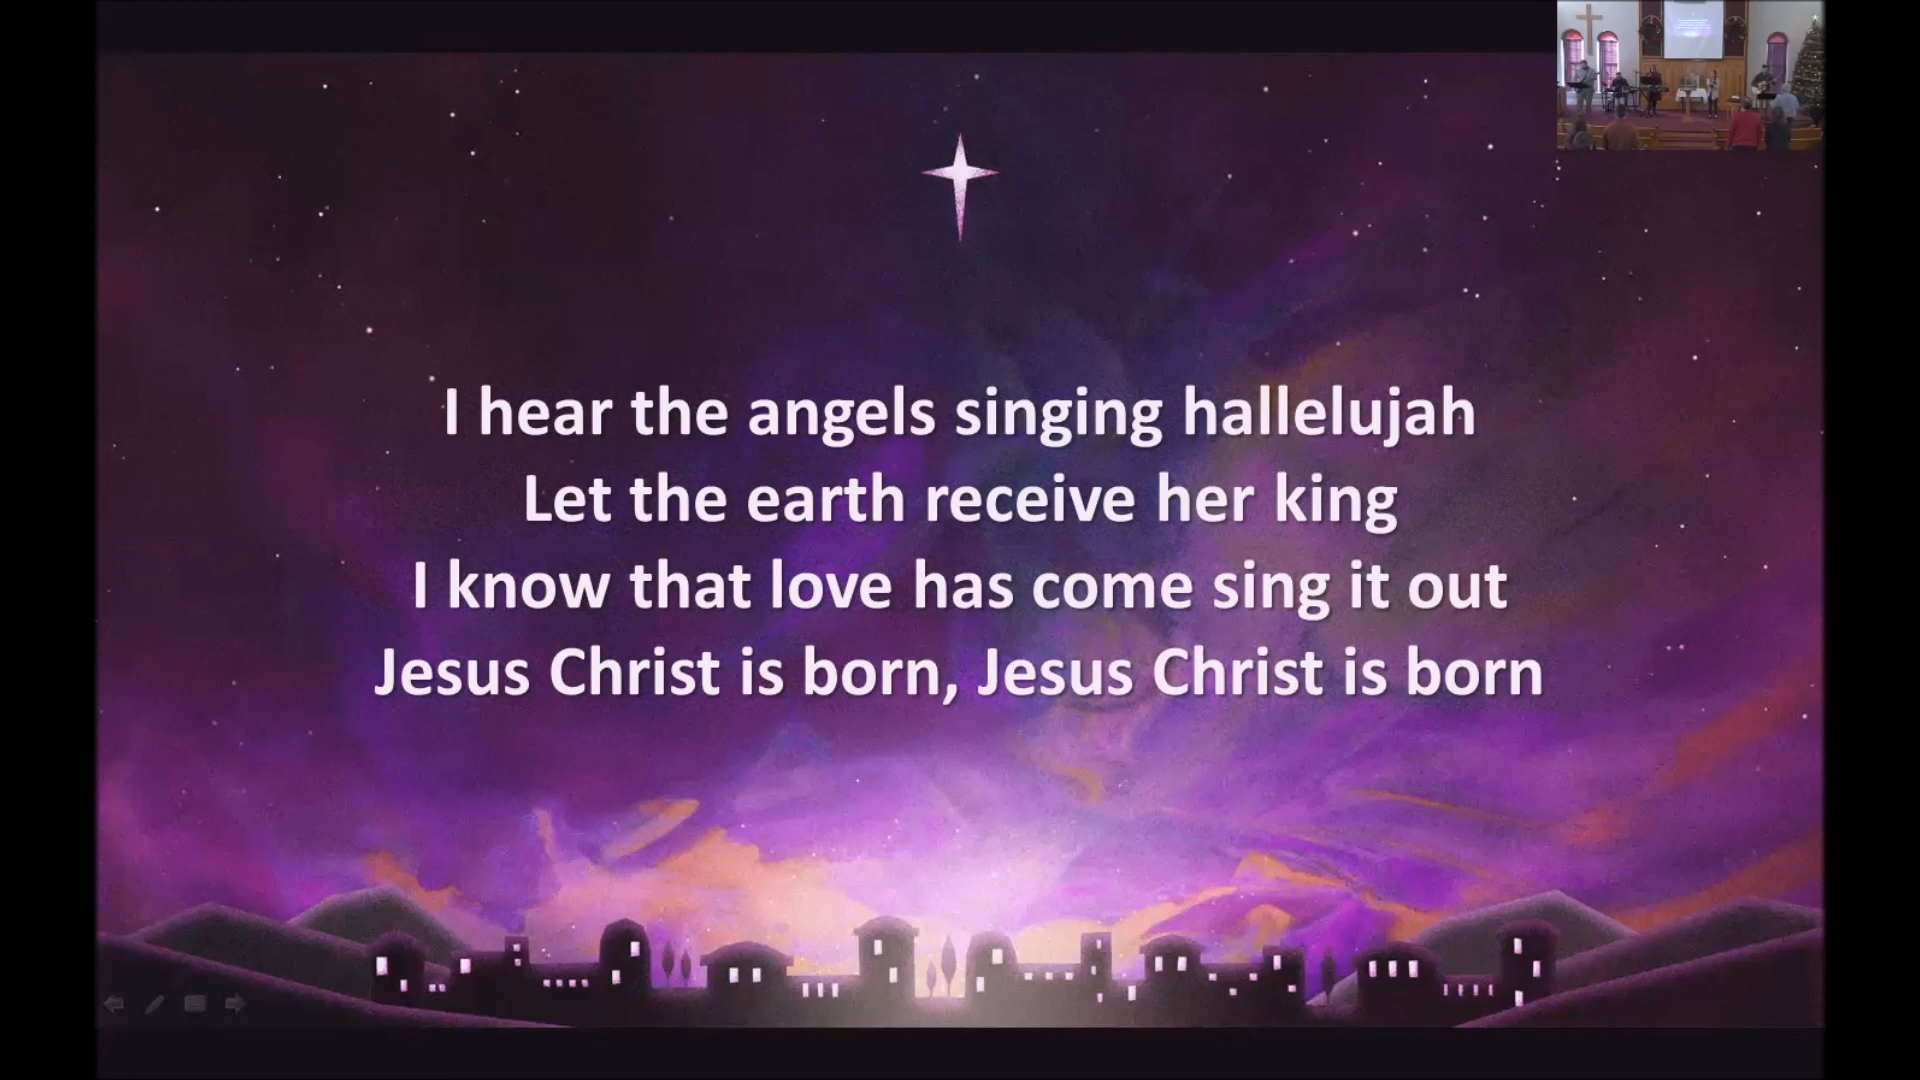 I hear the angels singing hallelujah
Let the earth receive her king
I know that love has come sing it out
Jesus Christ is born, Jesus Christ is born